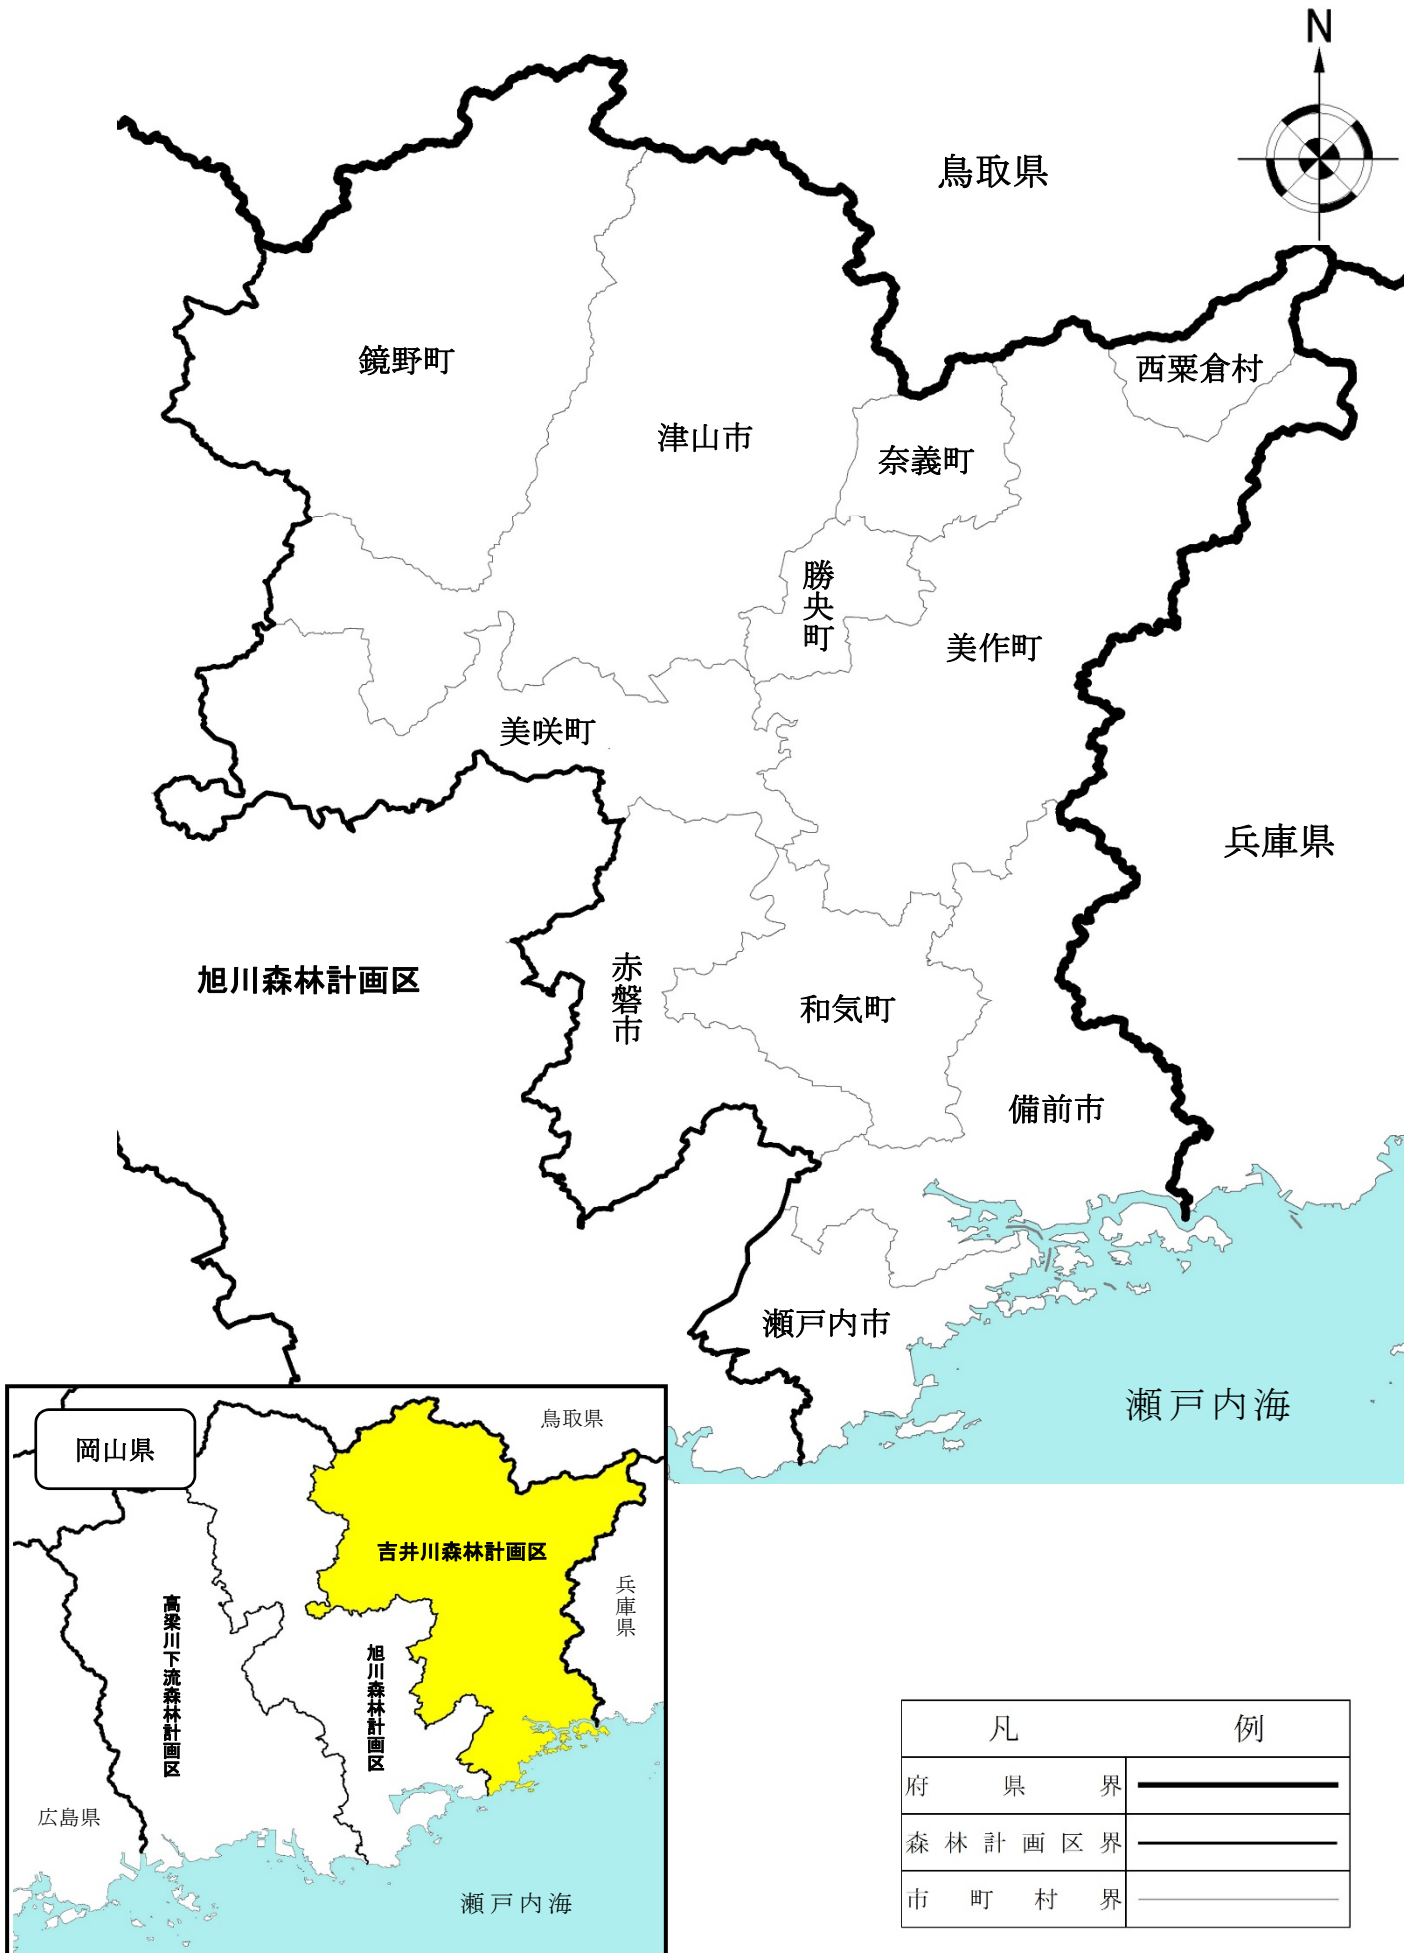 N
鳥取県
鏡野町
西粟倉村
津山市
奈義町
勝央町
美作町
美咲町
兵庫県
旭川森林計画区
赤磐市
和気町
備前市
瀬戸内市
瀬戸内海
岡山県
鳥取県
吉井川森林計画区
兵庫県
高梁川下流森林計画区
旭川森林計画区
広島県
瀬戸内海
凡例
府県界
森林計画区界
市町村界